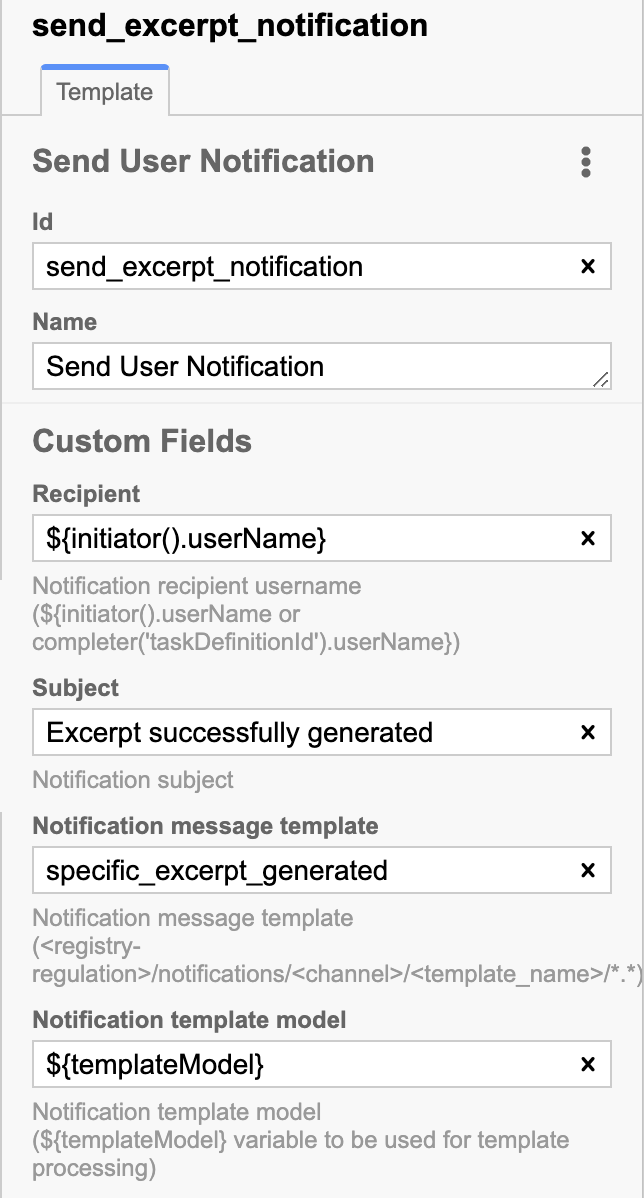 send_excerpt_notification
Template
Send User Notification
Id
send_excerpt_notification
Name
Send User Notification
Custom Fields
Recipient
${initiator().userName}
Notification recipient username
(${initiator().userName or
completer('taskDefinitionId').userName})
Subject
Excerpt successfully generated
Notification subject
Notification message template
specific_excerpt_generated
Notification message template
(<registry-
regulation>/notifications/<channel>/<template_name>/*.*)
Notification template model
${templateModel}
Notification template model
(${templateModel} variable to be used for template
processing)